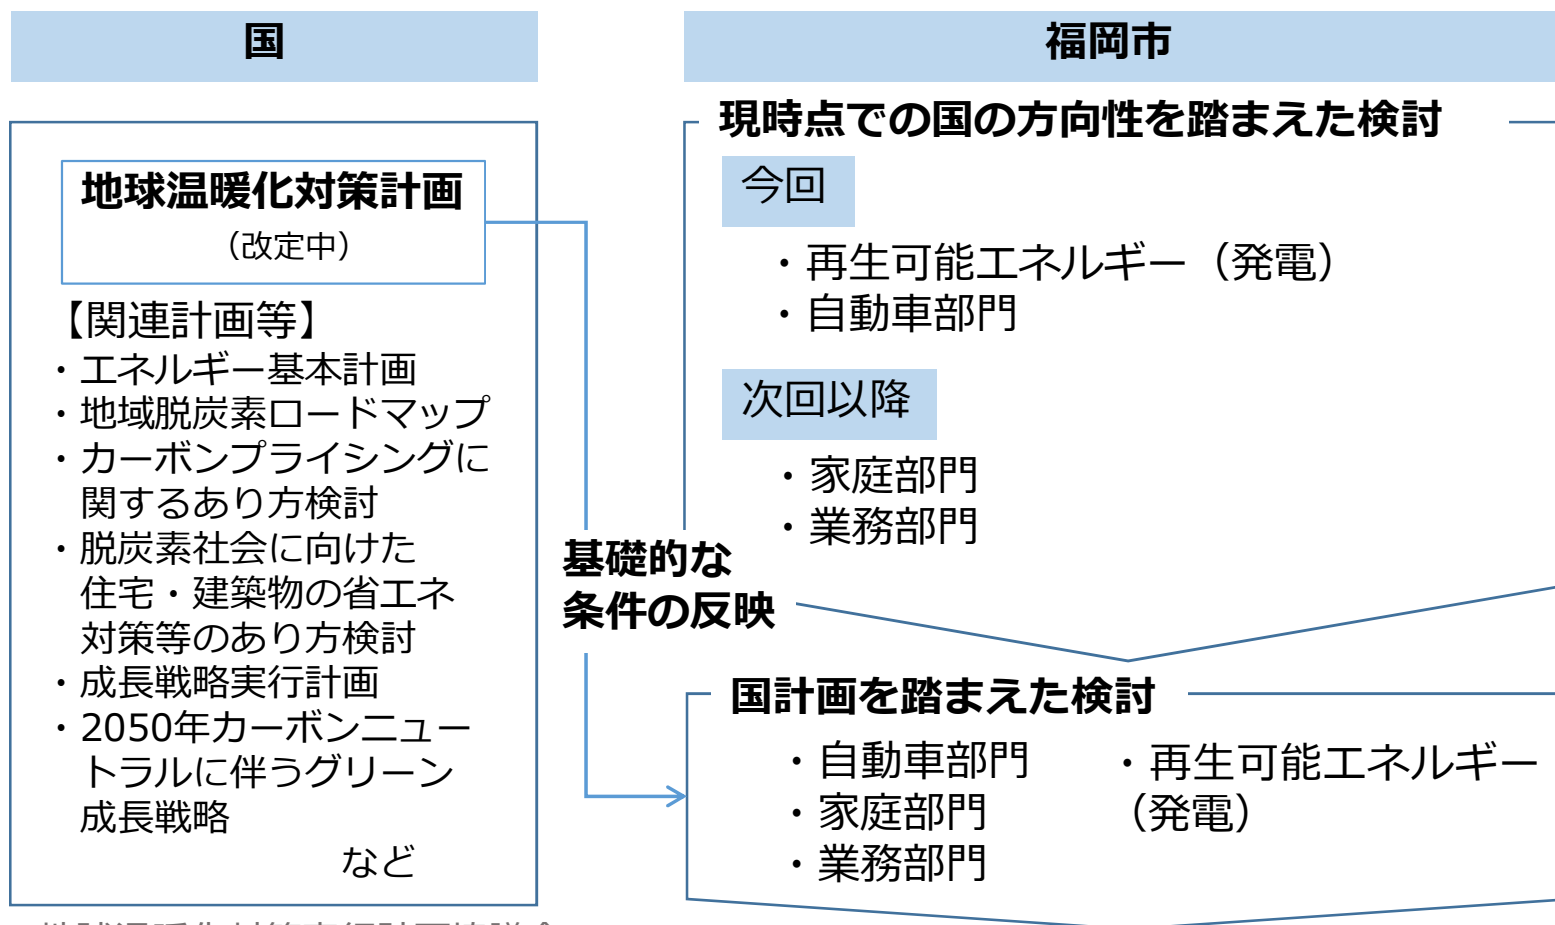 国
地球温暖化対策計画
（改定中）
【関連計画等】
・エネルギー基本計画
・地域脱炭素ロードマップ
・カーボンプライシングに
関するあり方検討
・脱炭素社会に向けた
住宅・建築物の省エネ
対策等のあり方検討
・成長戦略実行計画
・2050年カーボンニュー
トラルに伴うグリーン
成長戦略
など
基礎的な
条件の反映
福岡市
現時点での国の方向性を踏まえた検討
今回
・再生可能エネルギー（発電）
・自動車部門
次回以降
・家庭部門
・業務部門
国計画を踏まえた検討
・自動車部門
・家庭部門
・業務部門
・再生可能エネルギー
（発電）